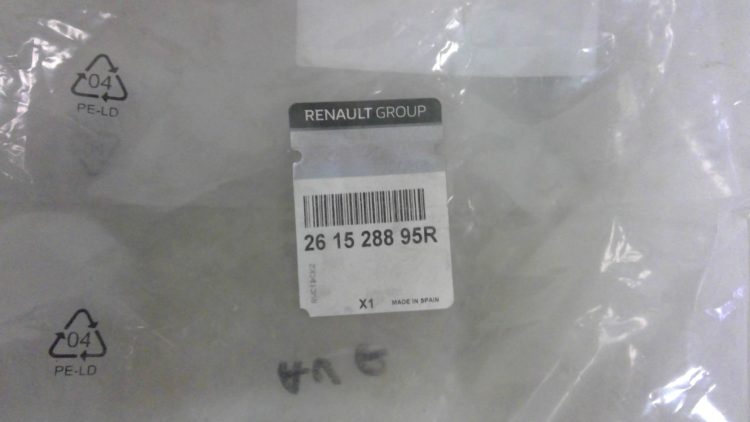 04
PE-LD
RENAULT GROUP
26 15 288 95R
X1 MADE IN SPAIN
04
PE-LD